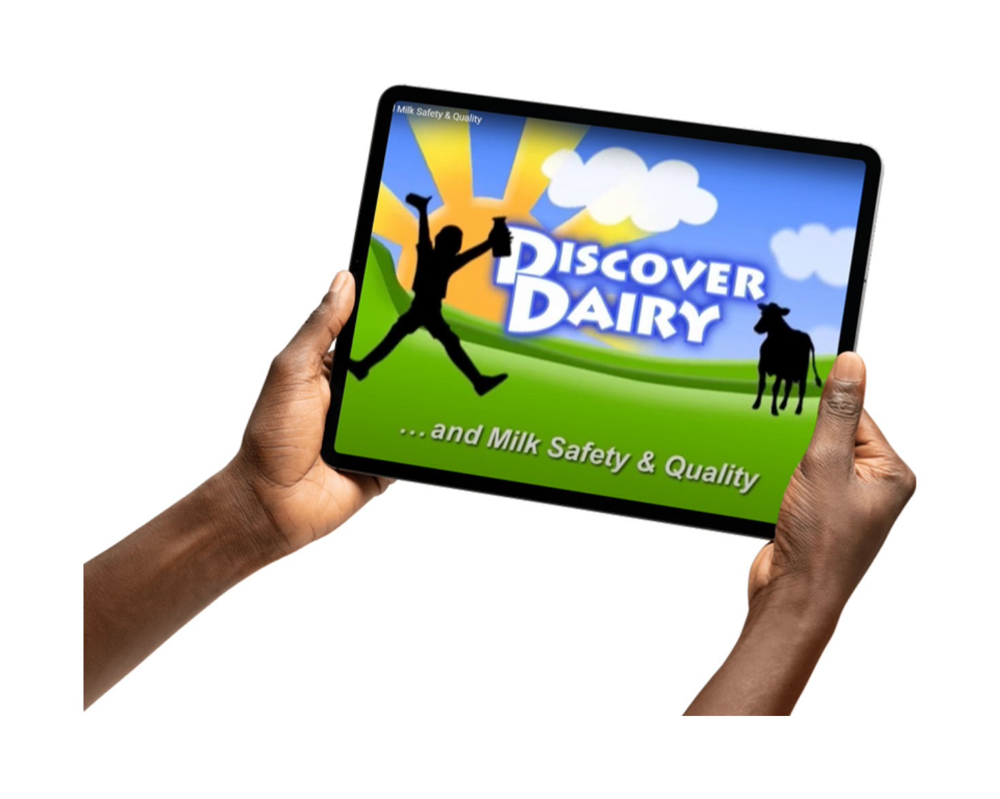 Milk Safety & Quality
DISCOVER
DAIRY
...and Milk Safety & Quality